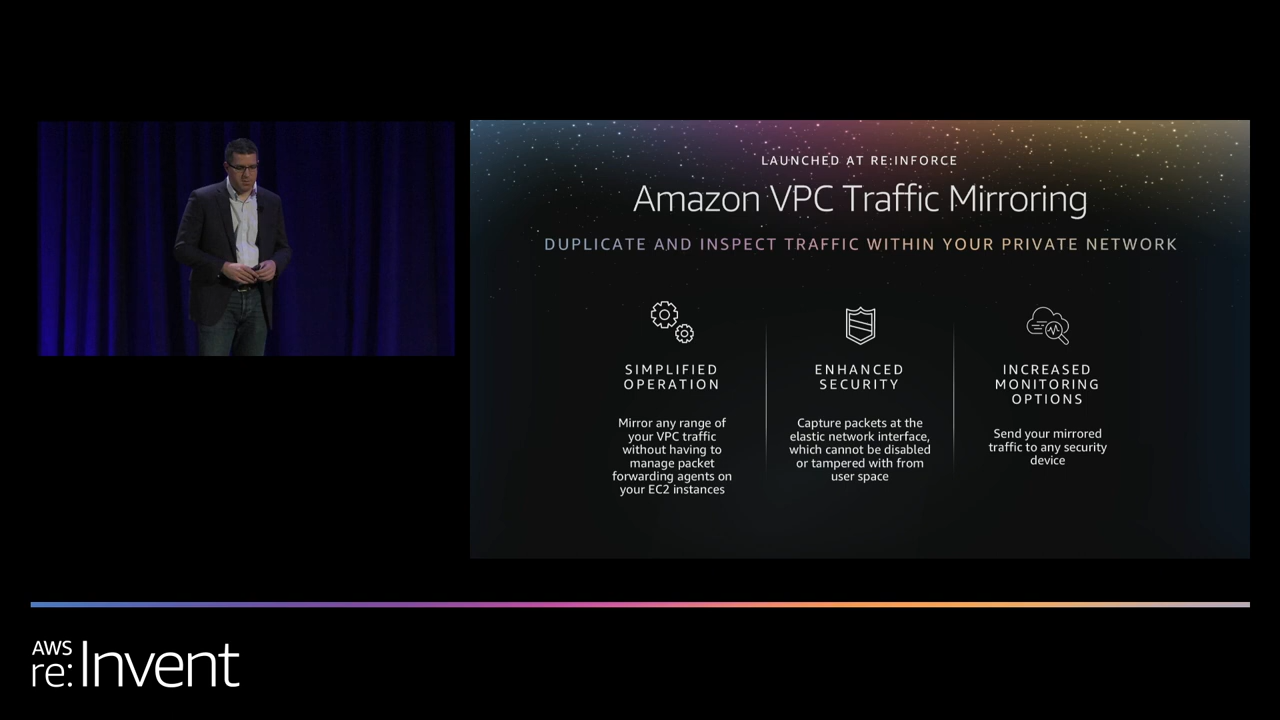 LAUNCHED AT RE:INFORCE
Amazon VPC Traffic Mirroring
DUPLICATE AND INSPECT TRAFFIC WITHIN YOUR PRIVATE NETWORK
SIMPLIFIED
OPERATION
Mirror any range of
your VPC traffic
without having to
manage packet
forwarding agents on
your EC2 instances
ENHANCED
SECURITY
Capture packets at the
elastic network interface,
which cannot be disabled
or tampered with from
user space
INCREASED
MONITORING
OPTIONS
Send your mirrored
traffic to any security
device
AWS
re:Invent